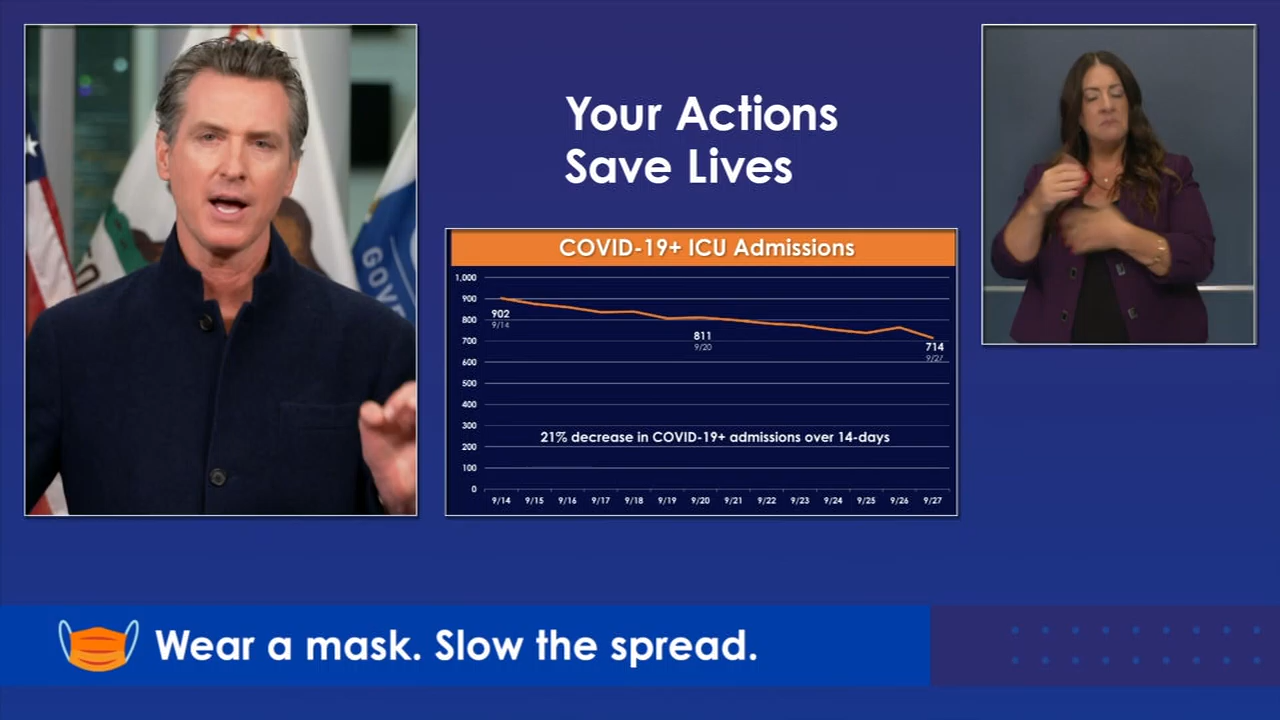 Your Actions
Save Lives
COVID-19+ ICU Admissions
1,000
900
800
700
600
500
400
300
200
100
0
902
9/14
811
9/20
714
9/27
21% decrease in COVID-19+ admissions over 14-days
9/14 9/15 9/16 9/17 9/18 9/19 9/20 9/21 9/22 9/23 9/24 9/25 9/26 9/27
Wear a mask. Slow the spread.